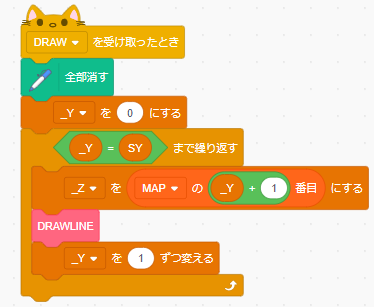 DRAW を受け取ったとき
全部消す
_Y を 0 にする
_Y = SY まで繰り返す
_Z を MAP の _Y + 1 番目 にする
DRAWLINE
_Y を 1 ずつ変える